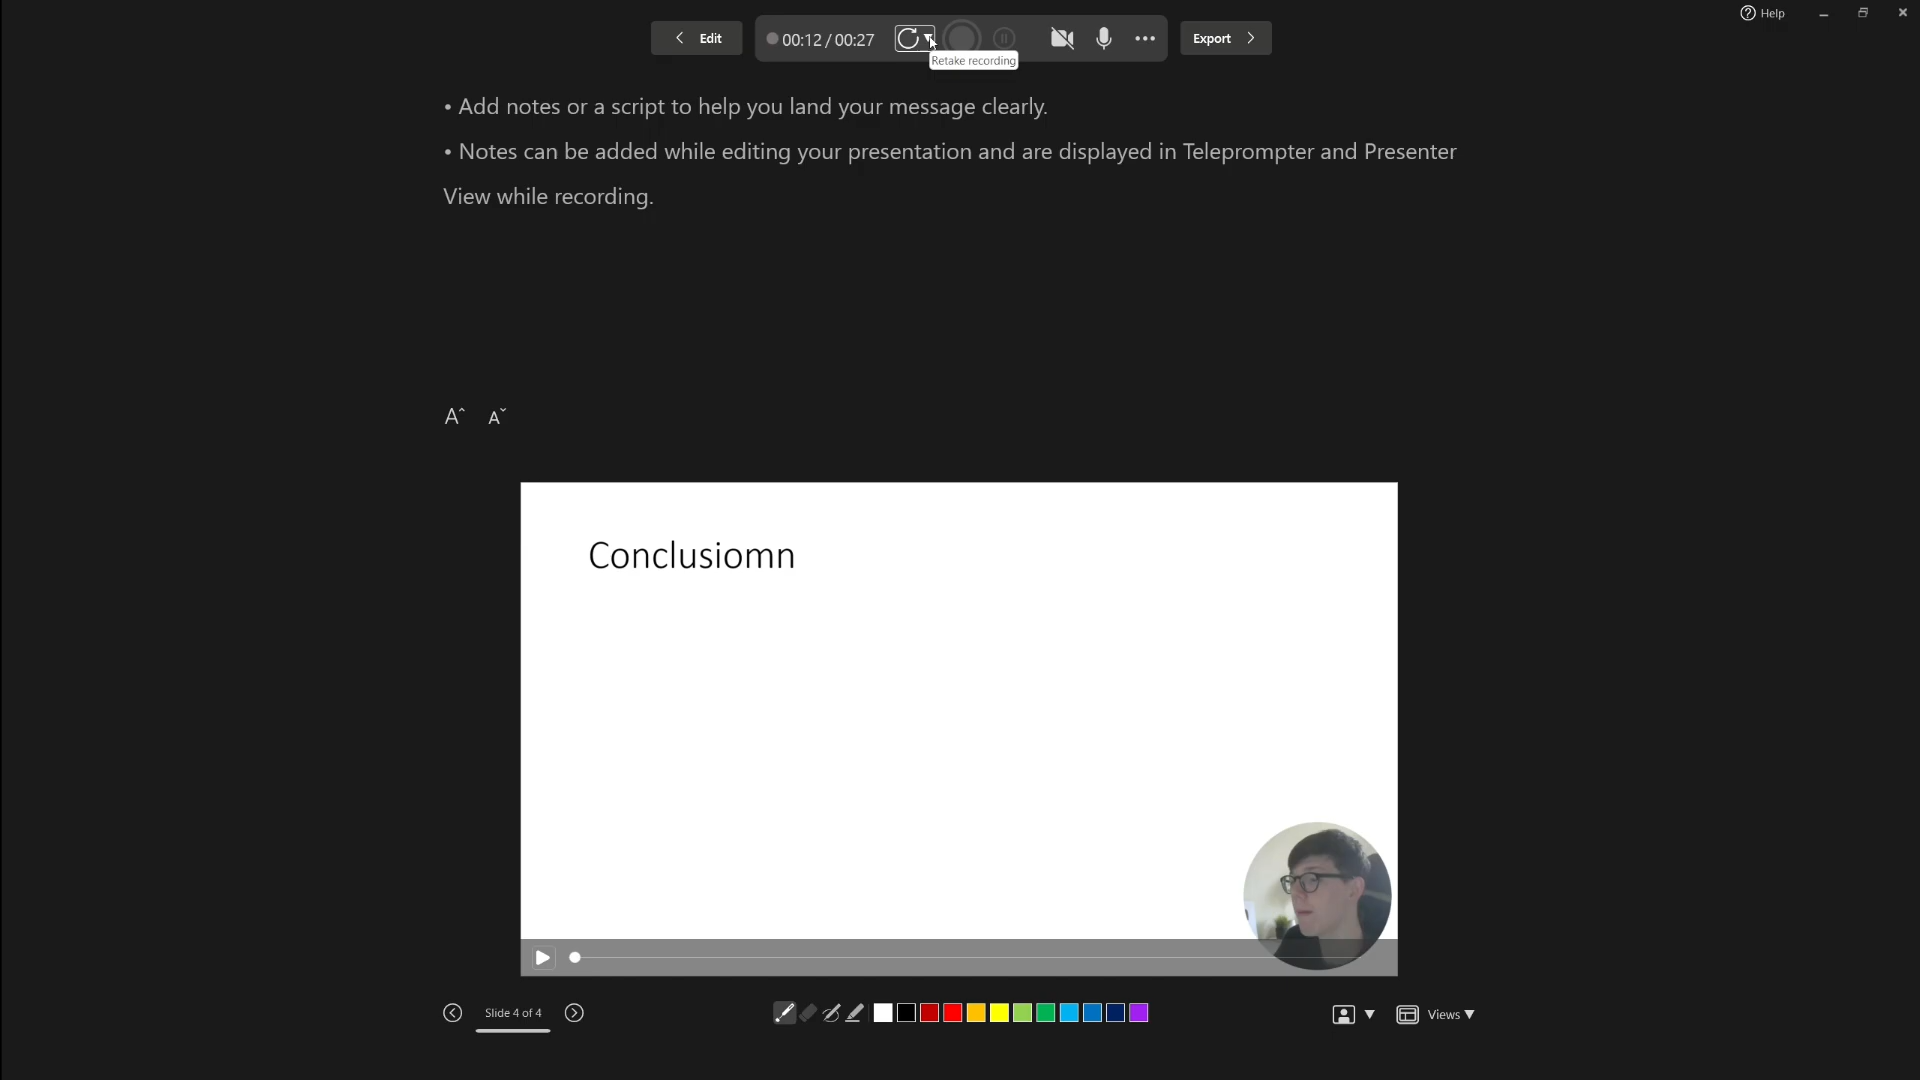 Help
Edit
00:12 / 00:27
Export
Retake recording
• Add notes or a script to help you land your message clearly.
• Notes can be added while editing your presentation and are displayed in Teleprompter and Presenter
View while recording.
A A
Conclusiomn
Slide 4 of 4
Views